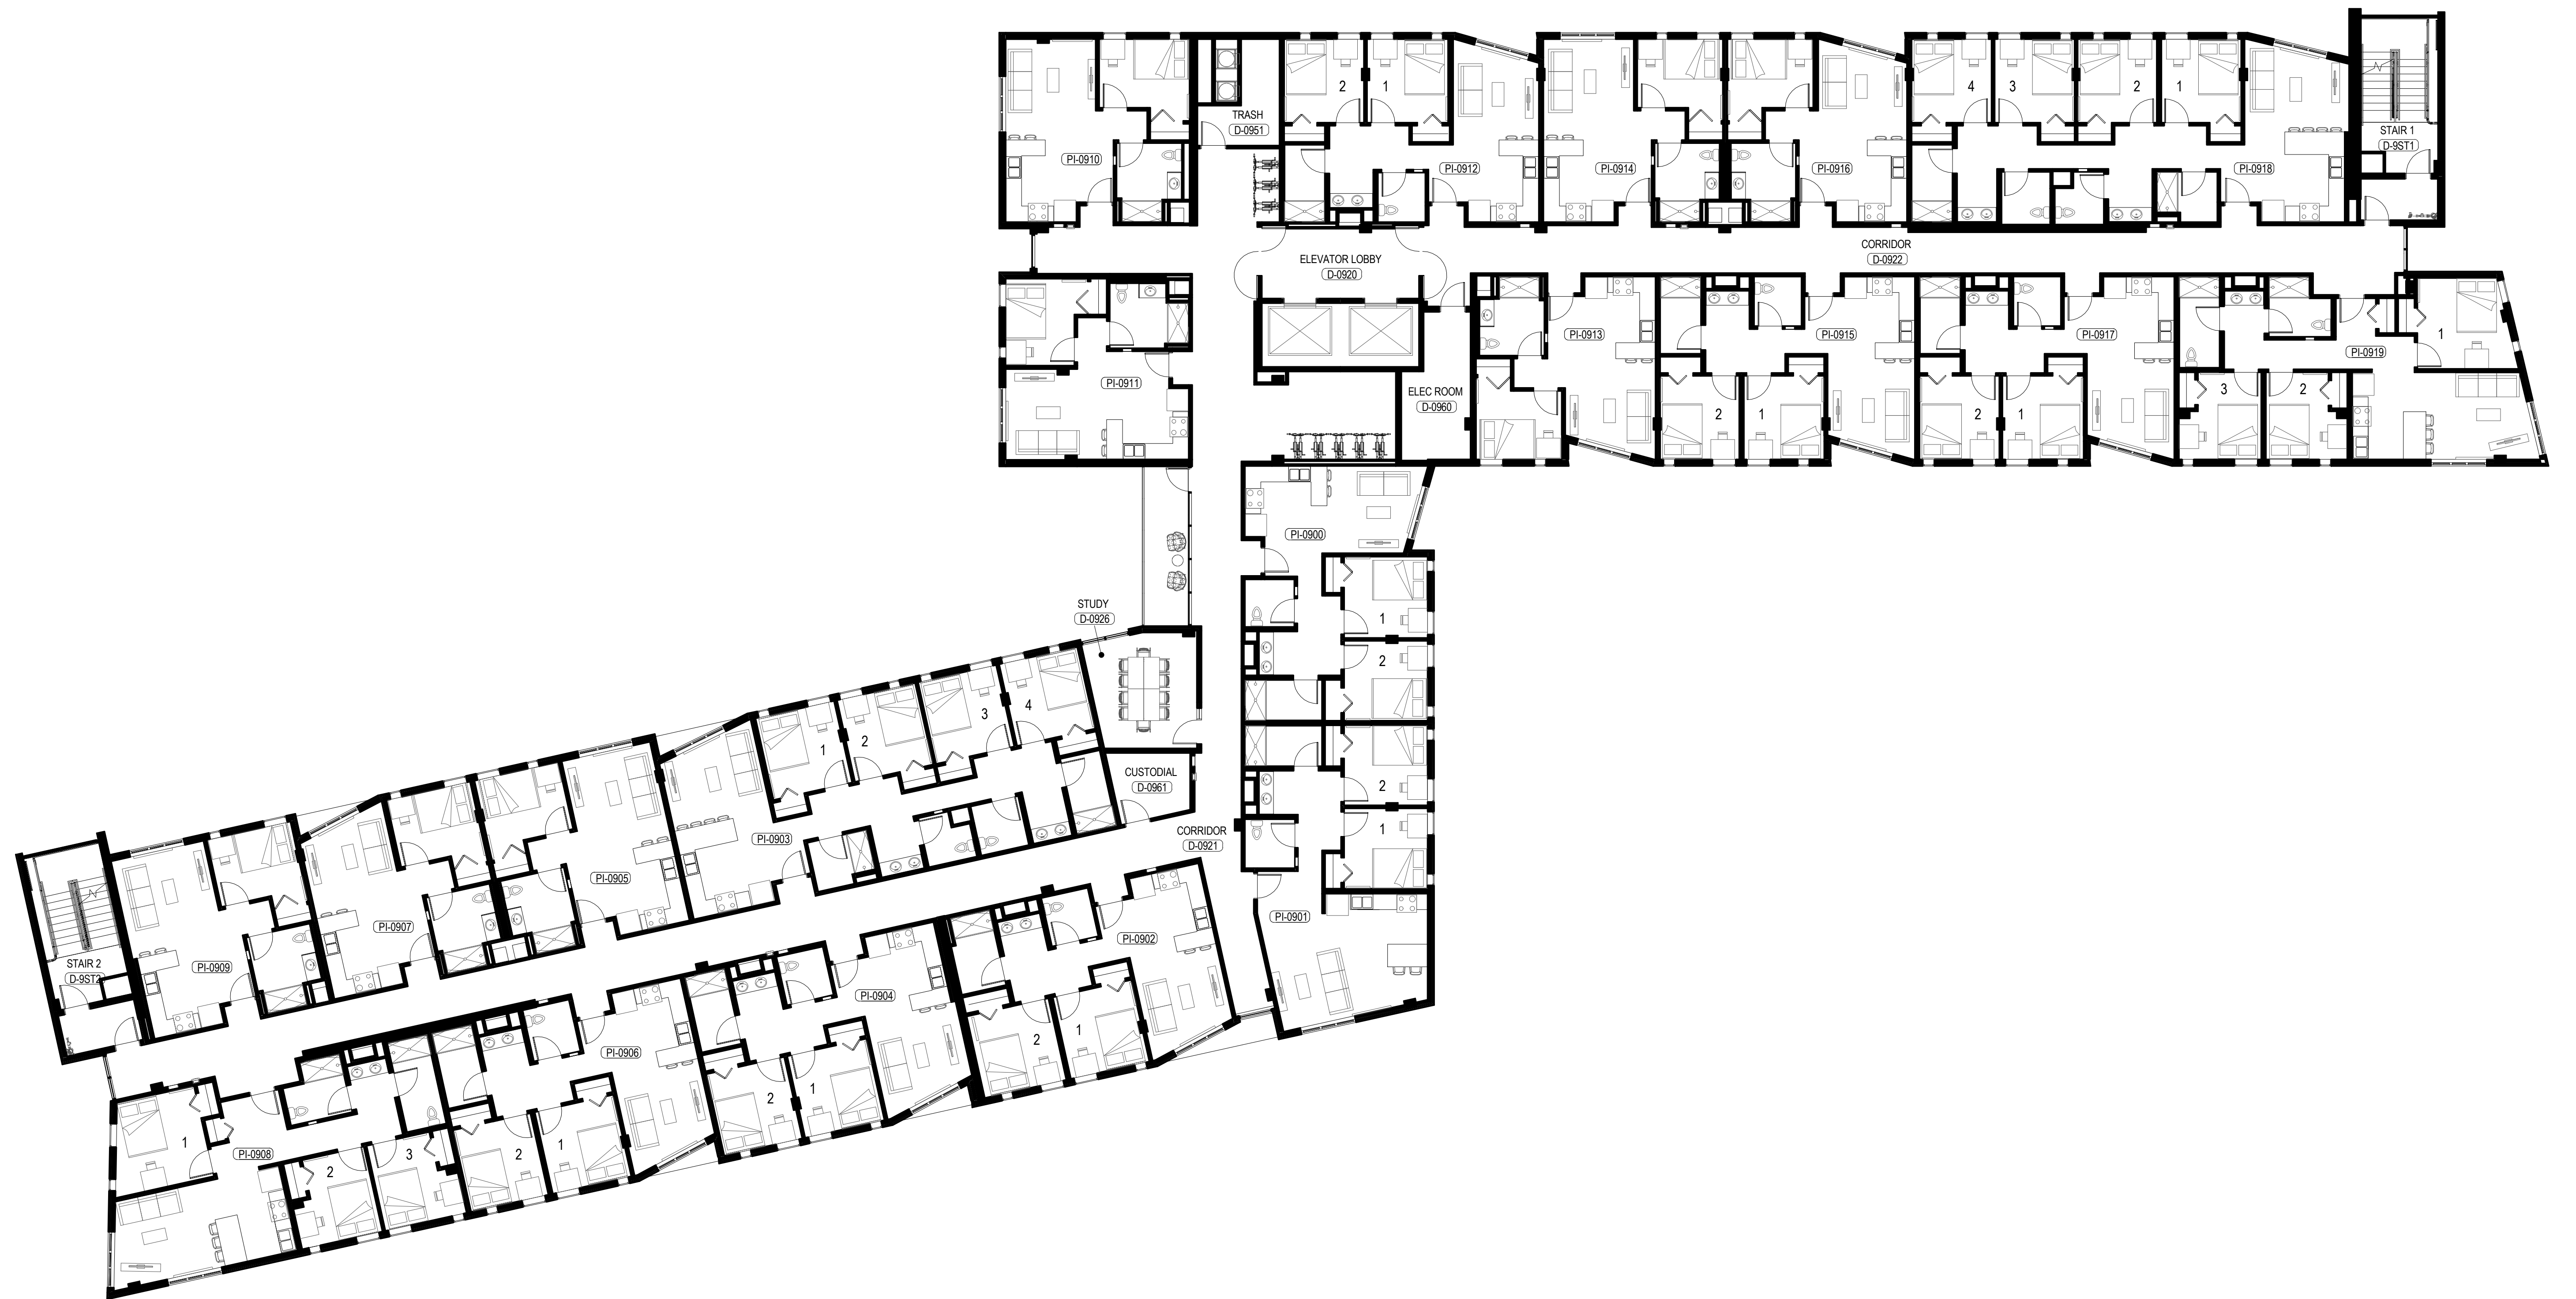 STAIR 1
D-9ST1
TRASH
D-0951
2
1
4
3
2
1
PI-0910
PI-0912
PI-0914
PI-0916
PI-0918
CORRIDOR
D-0922
ELEVATOR LOBBY
D-0920
PI-0911
ELEC ROOM
D-0960
PI-0913
PI-0915
PI-0917
PI-0919
1
2
1
2
1
3
2
PI-0900
1
2
2
1
PI-0901
STUDY
D-0926
CUSTODIAL
D-0961
CORRIDOR
D-0921
1
2
3
4
PI-0903
PI-0905
PI-0907
PI-0909
STAIR 2
D-9ST2
PI-0902
2
1
PI-0904
2
1
PI-0906
2
1
PI-0908
1
2
3